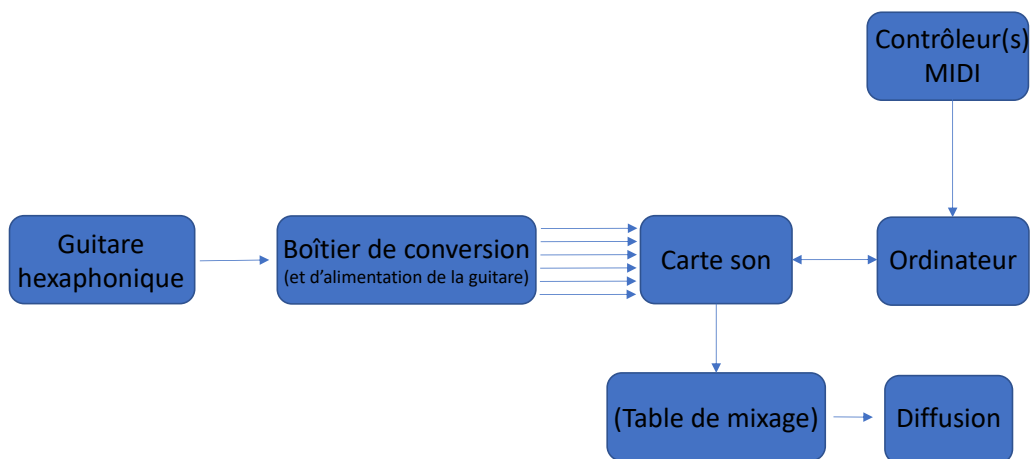 Contrôleur(s)
MIDI
Guitare
hexaphonique
Boîtier de conversion
(et d’alimentation de la guitare)
Carte son
Ordinateur
(Table de mixage)
Diffusion